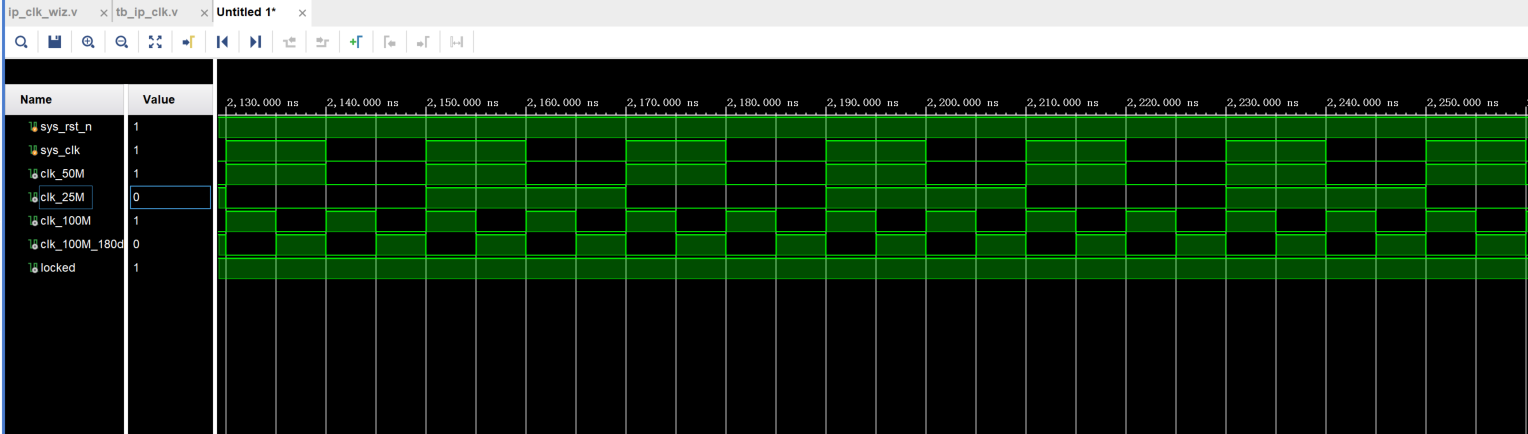 ip_clk_wiz.v × tb_ip_clk.v × Untitled 1* ×
Name Value
2,130.000 ns 2,140.000 ns 2,150.000 ns 2,160.000 ns 2,170.000 ns 2,180.000 ns 2,190.000 ns 2,200.000 ns 2,210.000 ns 2,220.000 ns 2,230.000 ns 2,240.000 ns 2,250.000 ns
sys_rst_n 1
sys_clk 1
clk_50M 1
clk_25M 0
clk_100M 1
clk_100M_180d 0
locked 1